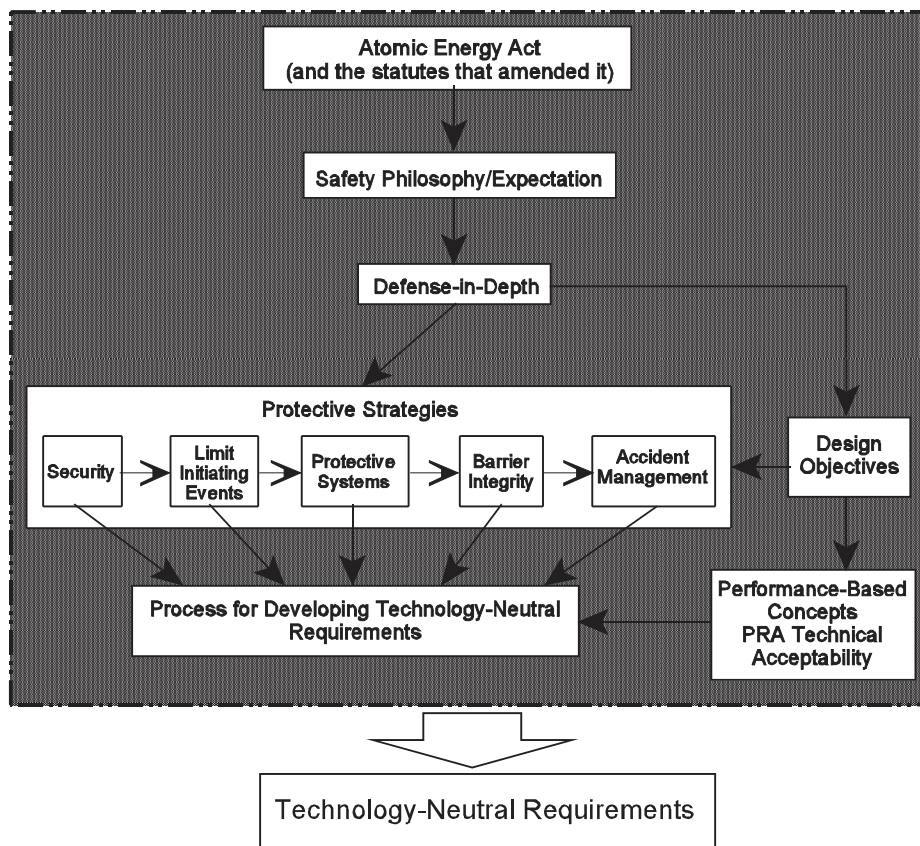 Atomic Energy Act
(and the statutes that amended it)
Safety Philosophy/Expectation
Defense-in-Depth
Protective Strategies
Security
Limit
Initiating
Events
Protective
Systems
Barrier
Integrity
Accident
Management
Design
Objectives
Process for Developing Technology-Neutral
Requirements
Performance-Based
Concepts
PRA Technical
Acceptability
Technology-Neutral Requirements